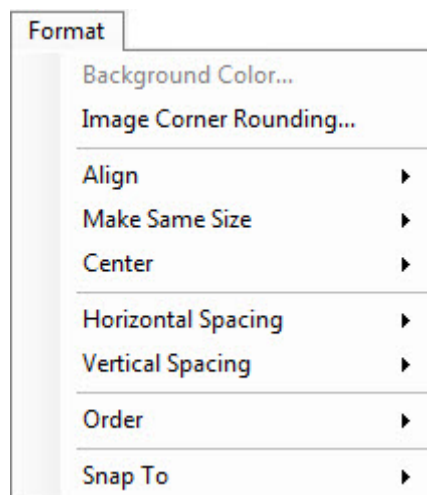 Format
Background Color...
Image Corner Rounding...
Align
Make Same Size
Center
Horizontal Spacing
Vertical Spacing
Order
Snap To